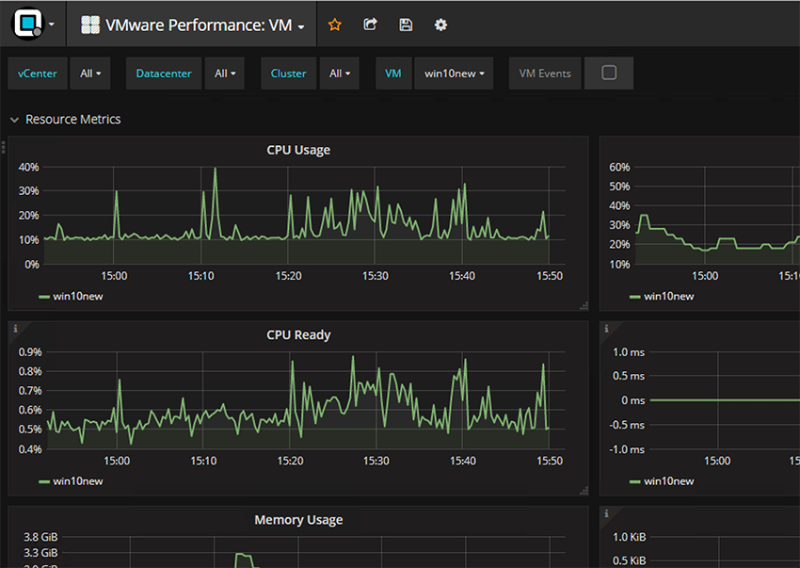 VMware Performance: VM
vCenter All Datacenter All Cluster All VM win10new VM Events
Resource Metrics
CPU Usage
40%
30%
20%
10%
0%
15:00 15:10 15:20 15:30 15:40 15:50
win10new
60%
50%
40%
30%
20%
10%
15:00
win10new
CPU Ready
0.9%
0.8%
0.7%
0.6%
0.5%
0.4%
15:00 15:10 15:20 15:30 15:40 15:50
win10new
1.0 ms
0.5 ms
0 ms
-0.5 ms
-1.0 ms
15:00
win10new
Memory Usage
3.8 GiB
3.3 GiB
1.0 KiB
0.5 KiB